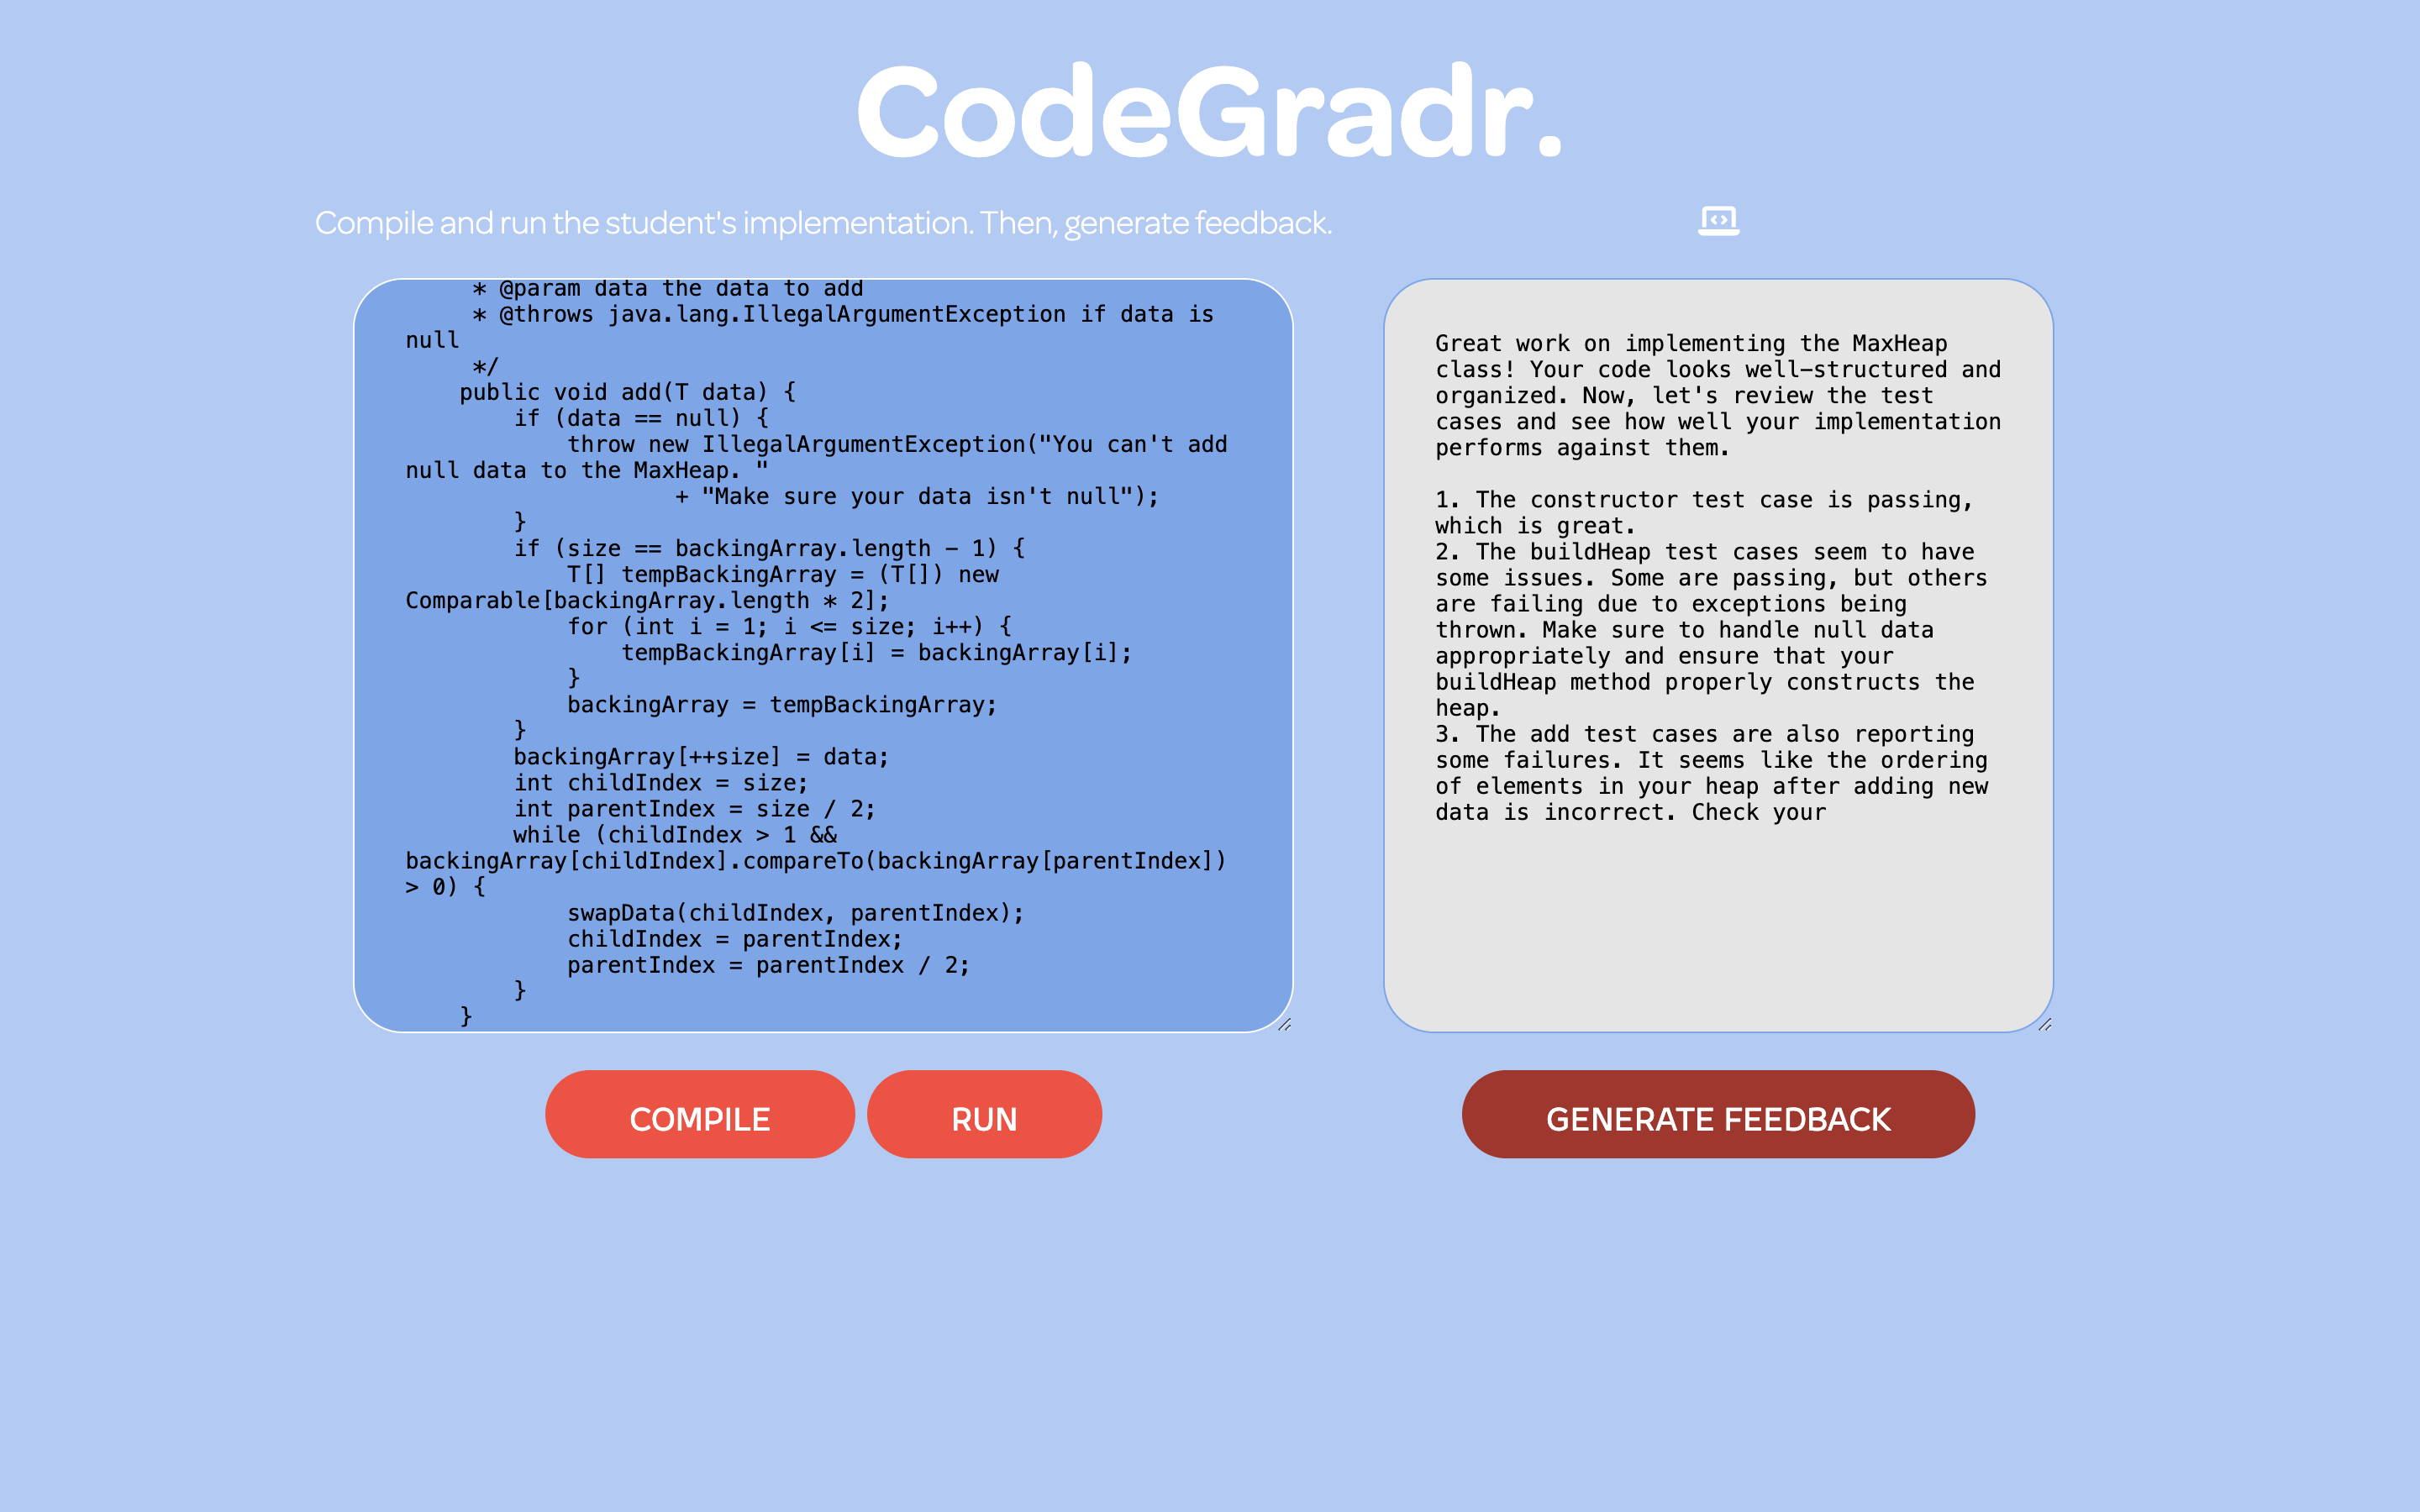 CodeGradr.
Compile and run the student's implementation. Then, generate feedback.
     * @param data the data to add
     * @throws java.lang.IllegalArgumentException if data is
null
     */
    public void add(T data) {
        if (data == null) {
            throw new IllegalArgumentException("You can't add
null data to the MaxHeap. "
                    + "Make sure your data isn't null");
        }
        if (size == backingArray.length - 1) {
            T[] tempBackingArray = (T[]) new
Comparable[backingArray.length * 2];
            for (int i = 1; i <= size; i++) {
                tempBackingArray[i] = backingArray[i];
            }
            backingArray = tempBackingArray;
        }
        backingArray[++size] = data;
        int childIndex = size;
        int parentIndex = size / 2;
        while (childIndex > 1 &&
backingArray[childIndex].compareTo(backingArray[parentIndex])
> 0) {
            swapData(childIndex, parentIndex);
            childIndex = parentIndex;
            parentIndex = parentIndex / 2;
        }
    }
Great work on implementing the MaxHeap
class! Your code looks well-structured and
organized. Now, let's review the test
cases and see how well your implementation
performs against them.

1. The constructor test case is passing,
which is great.
2. The buildHeap test cases seem to have
some issues. Some are passing, but others
are failing due to exceptions being
thrown. Make sure to handle null data
appropriately and ensure that your
buildHeap method properly constructs the
heap.
3. The add test cases are also reporting
some failures. It seems like the ordering
of elements in your heap after adding new
data is incorrect. Check your
COMPILE
RUN
GENERATE FEEDBACK